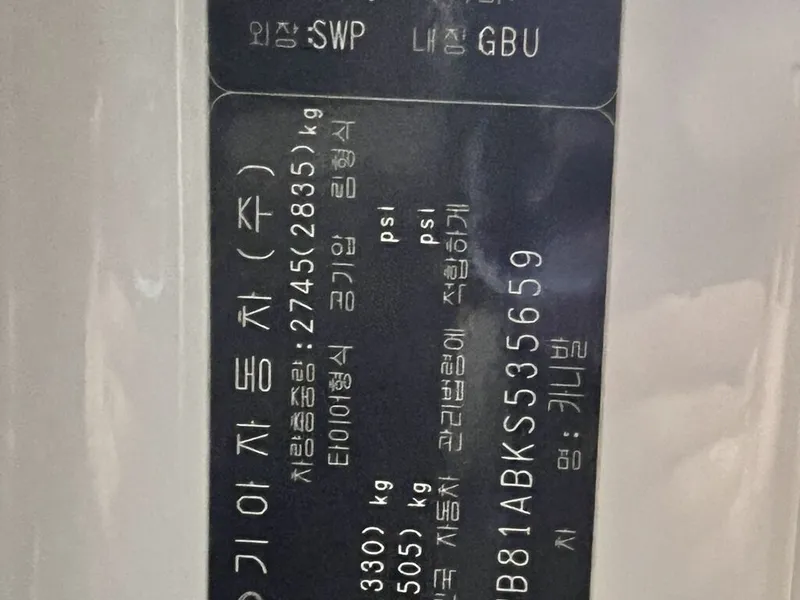 외장:SWP 내장:GBU
기아자동차(주)
차량총중량:2745(2835)kg
타이어형식 공기압 림형식
330) kg psi
505) kg psi
자동차 관리법령에 적합하게
B81ABKS535659
차 명: 카니발